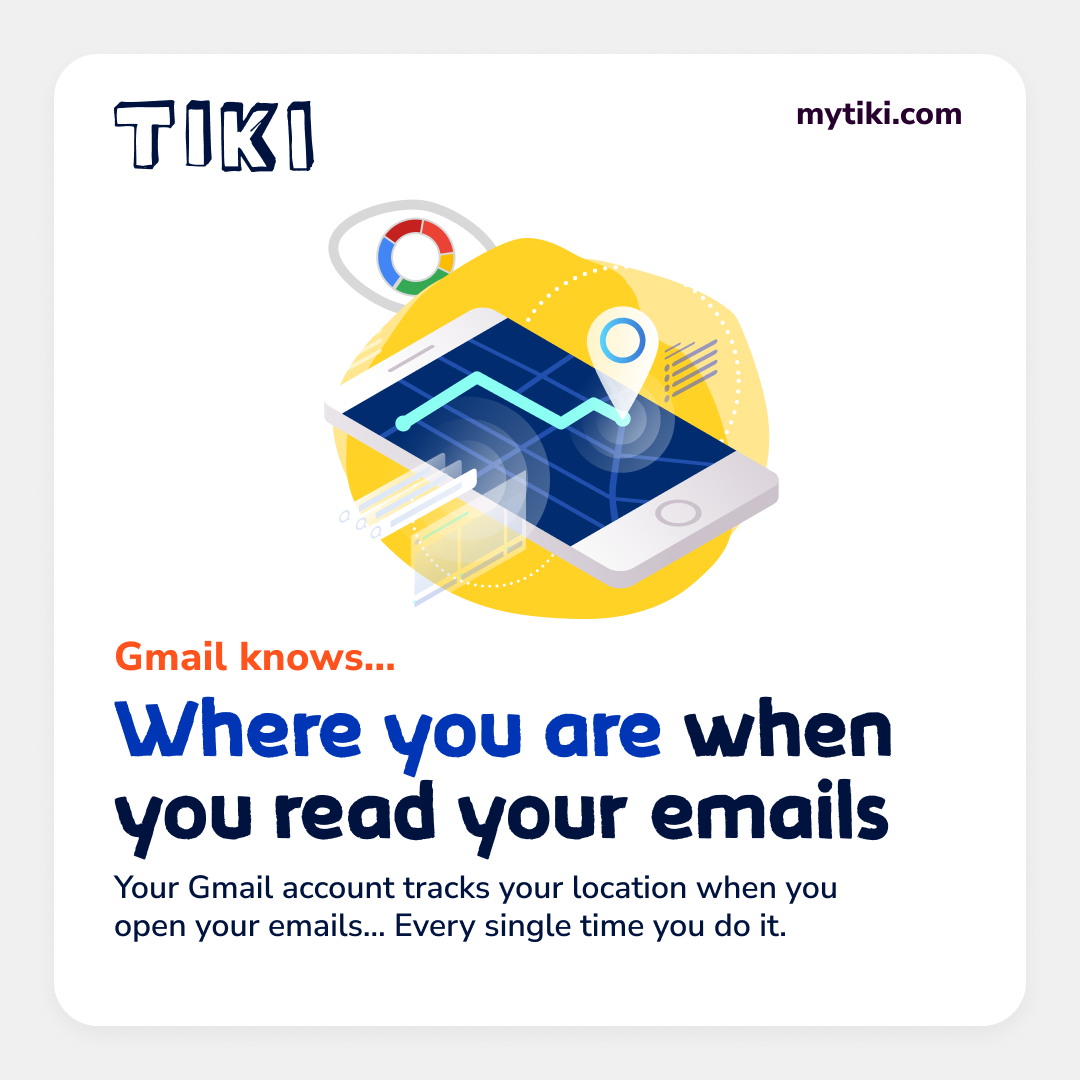 TIKI
mytiki.com
Gmail knows...
Where you are when
you read your emails
Your Gmail account tracks your location when you
open your emails... Every single time you do it.